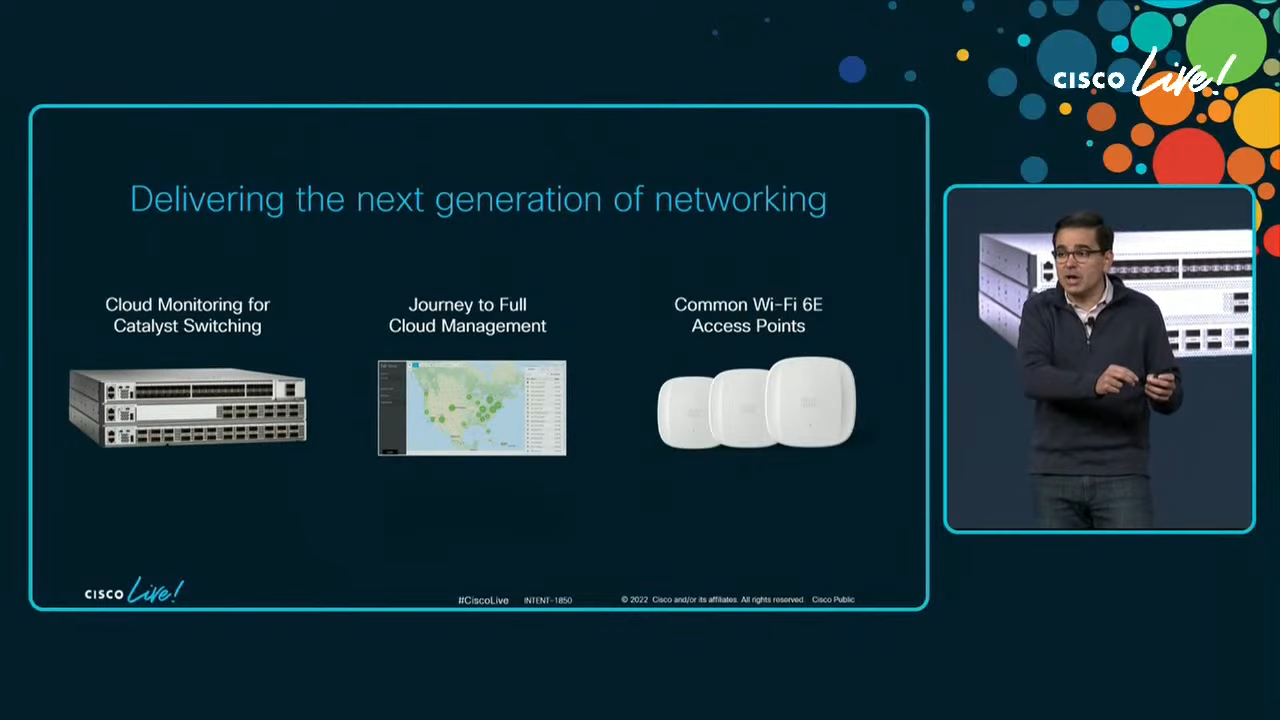 CISCO Live!
Delivering the next generation of networking
Cloud Monitoring for
Catalyst Switching
Journey to Full
Cloud Management
Common Wi-Fi 6E
Access Points
CISCO Live!
#CiscoLive
INTENT-1850
© 2022 Cisco and/or its affiliates. All rights reserved.
Cisco Public